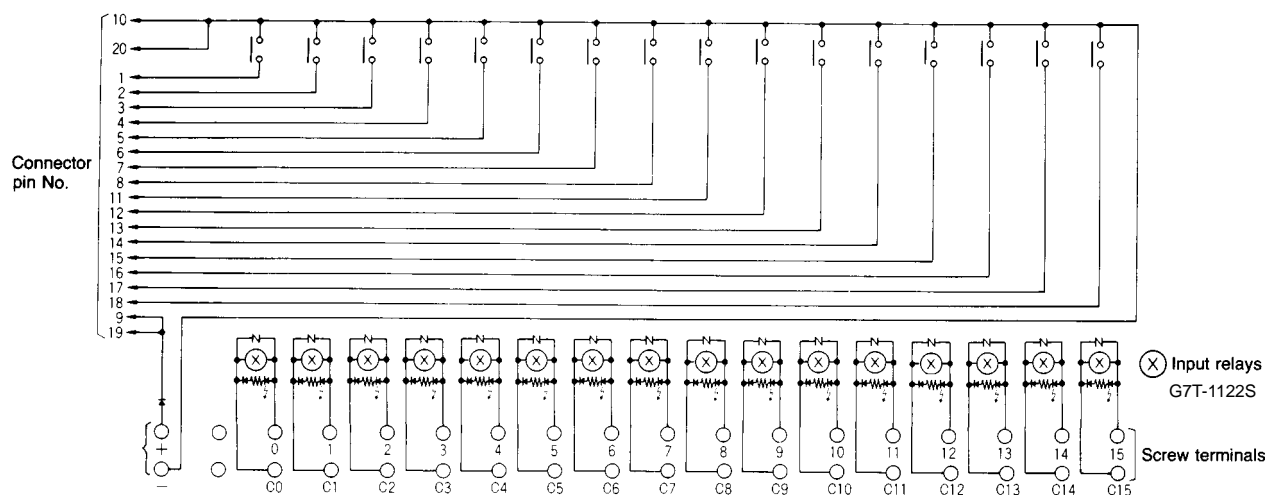 10
20
1
2
3
4
5
6
7
8
11
12
13
14
15
16
17
18
9
19
Connector
pin No.
Input relays
G7T-1122S
+ 0 1 2 3 4 5 6 7 8 9 10 11 12 13 14 15
Screw terminals
− C0 C1 C2 C3 C4 C5 C6 C7 C8 C9 C10 C11 C12 C13 C14 C15